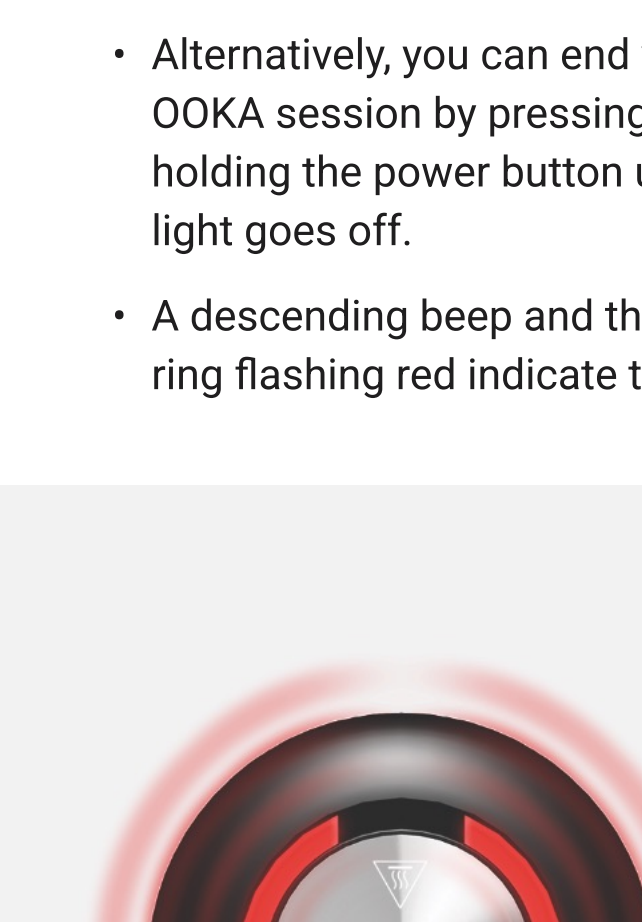 • Alternatively, you can end
OOKA session by pressing
holding the power button
light goes off.
• A descending beep and th
ring flashing red indicate t